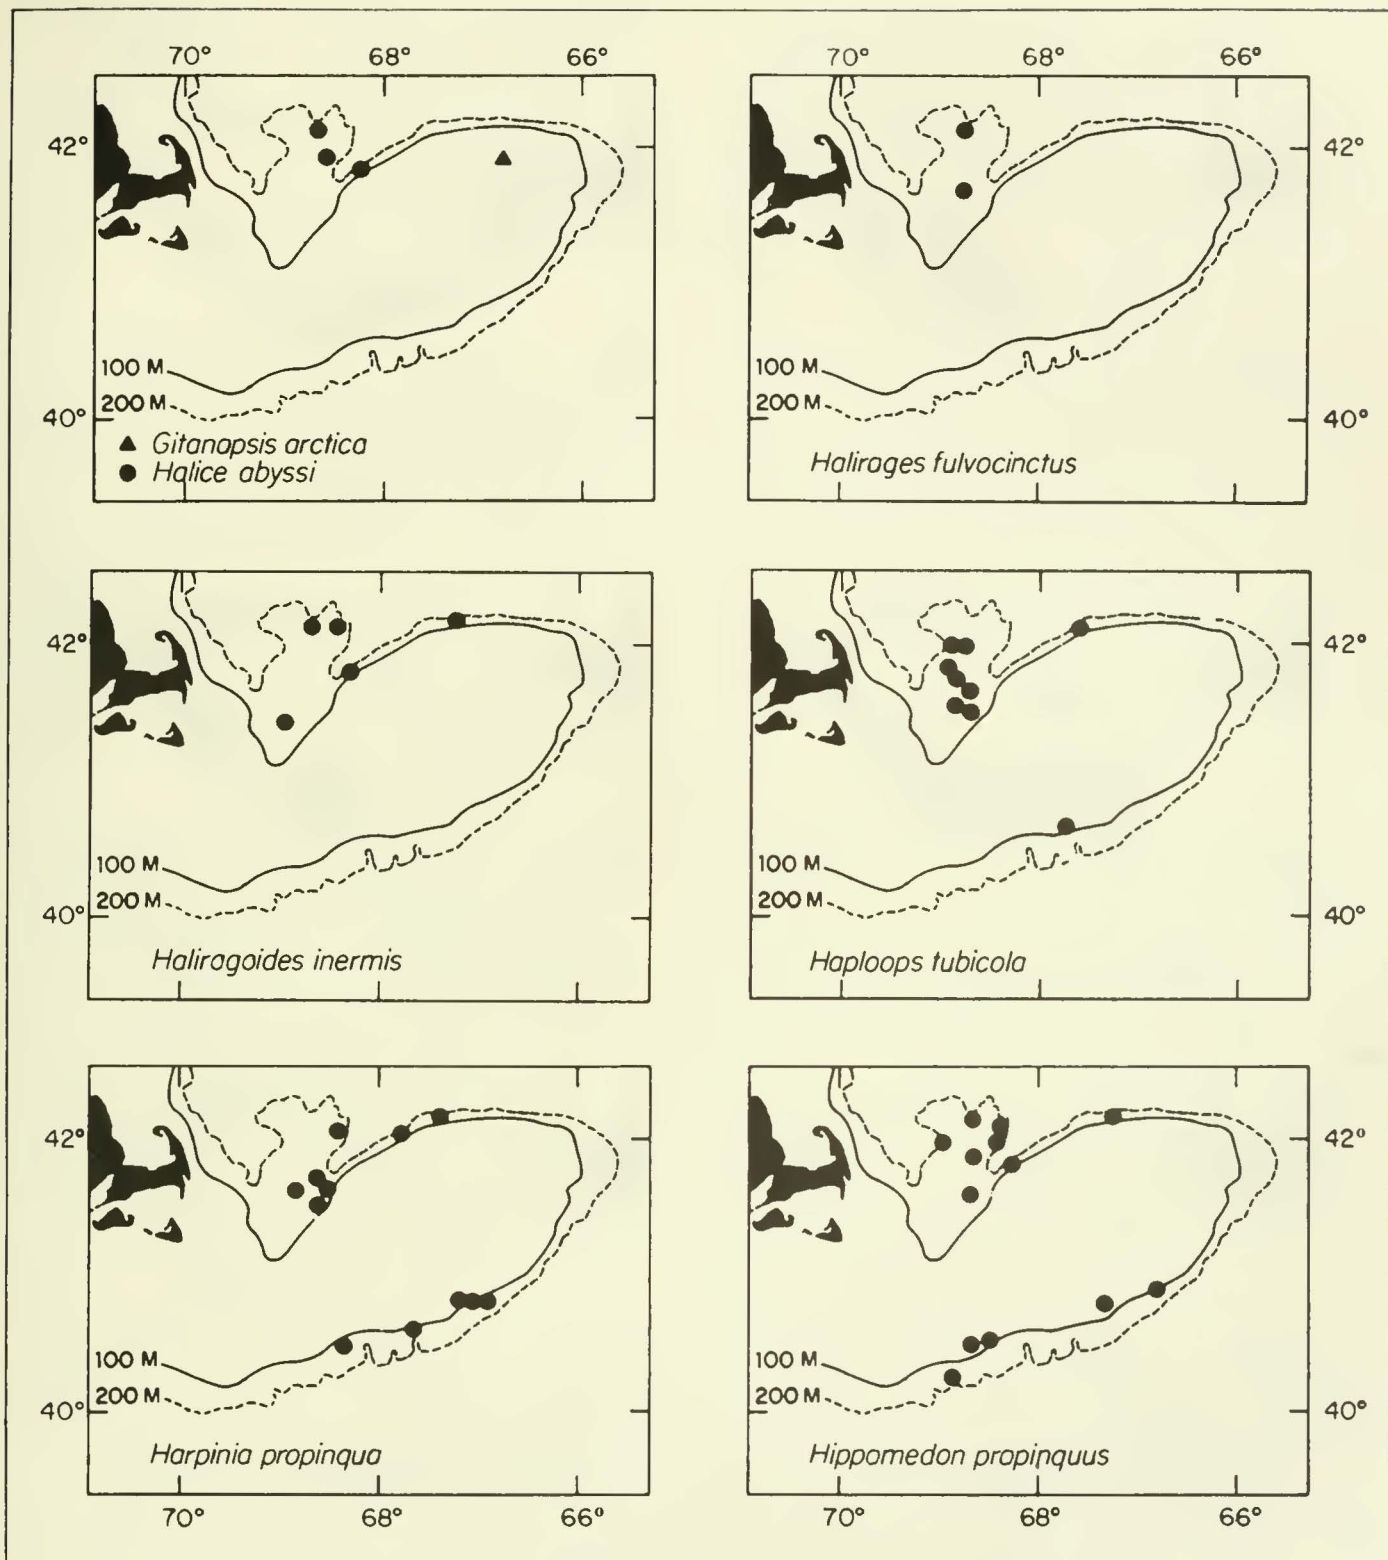 70° 68° 66° 70° 68° 66°
42° 42°
100 M 100 M
200 M 200 M
40° 40°
▲ Gitanopsis arctica
● Halice abyssi
Halirages fulvocinctus
42° 42°
100 M 100 M
200 M 200 M
40° 40°
Haliragoides inermis Haploops tubicola
42° 42°
100 M 100 M
200 M 200 M
40° 40°
Harpinia propinqua Hippomedon propinquus
70° 68° 66° 70° 68° 66°